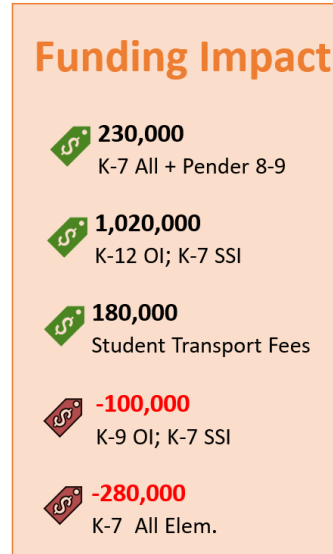 Funding Impact
230,000
K-7 All + Pender 8-9
1,020,000
K-12 OI; K-7 SSI
180,000
Student Transport Fees
-100,000
K-9 OI; K-7 SSI
-280,000
K-7 All Elem.